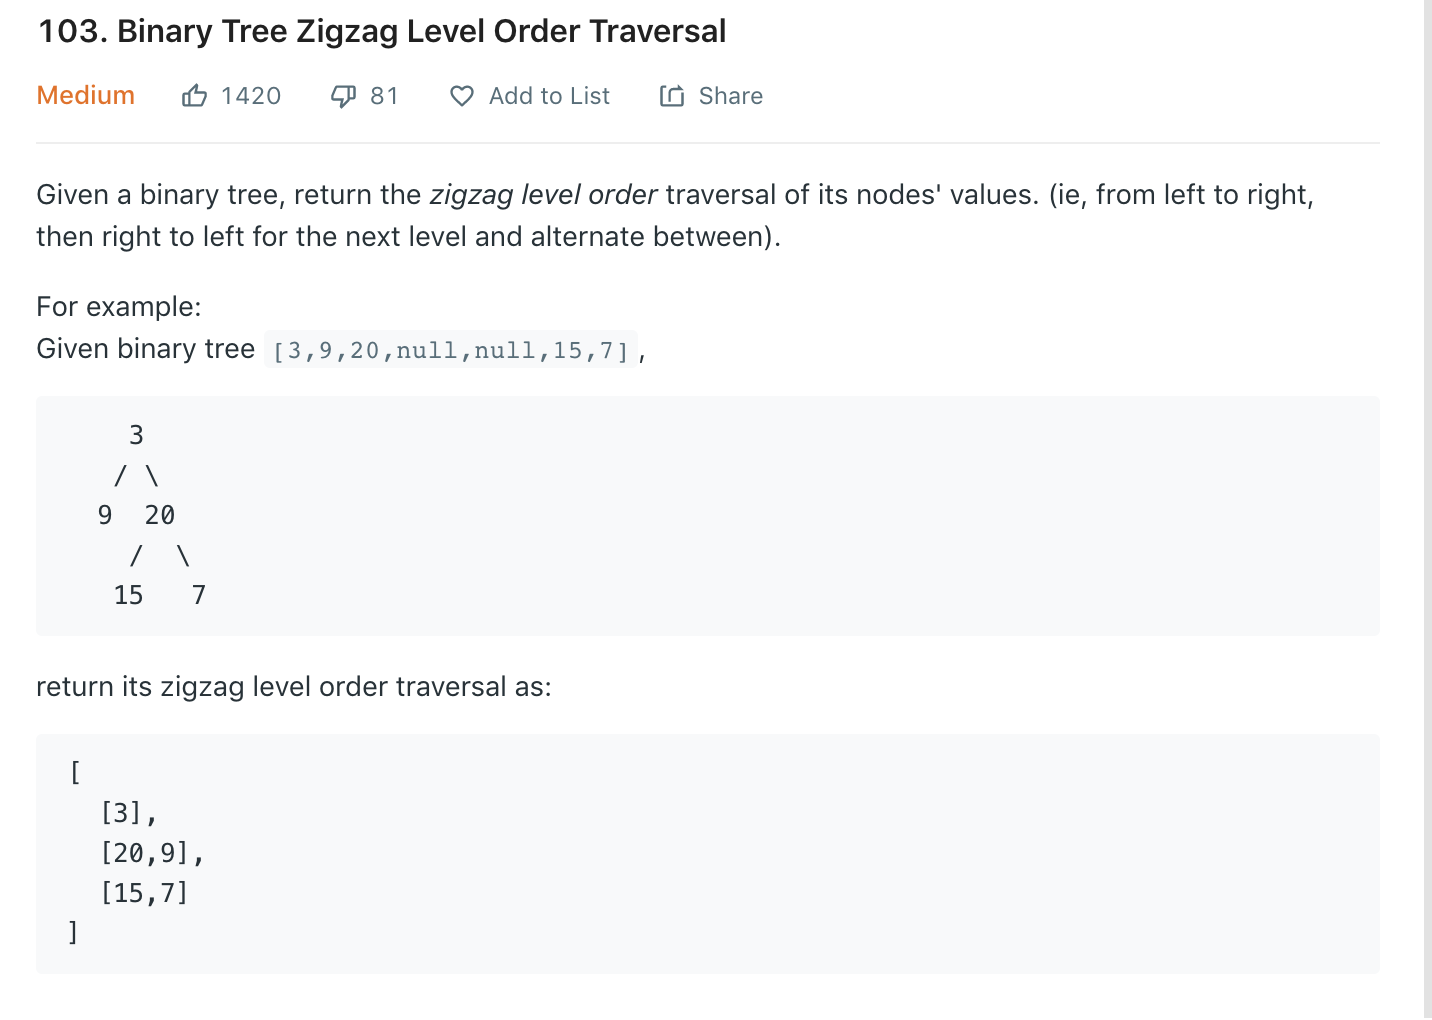 103. Binary Tree Zigzag Level Order Traversal
Medium 1420 81 Add to List Share
Given a binary tree, return the zigzag level order traversal of its nodes' values. (ie, from left to right,
then right to left for the next level and alternate between).
For example:
Given binary tree [3,9,20,null,null,15,7],
    3
   / \
  9  20
    /  \
   15   7
return its zigzag level order traversal as:
[
  [3],
  [20,9],
  [15,7]
]